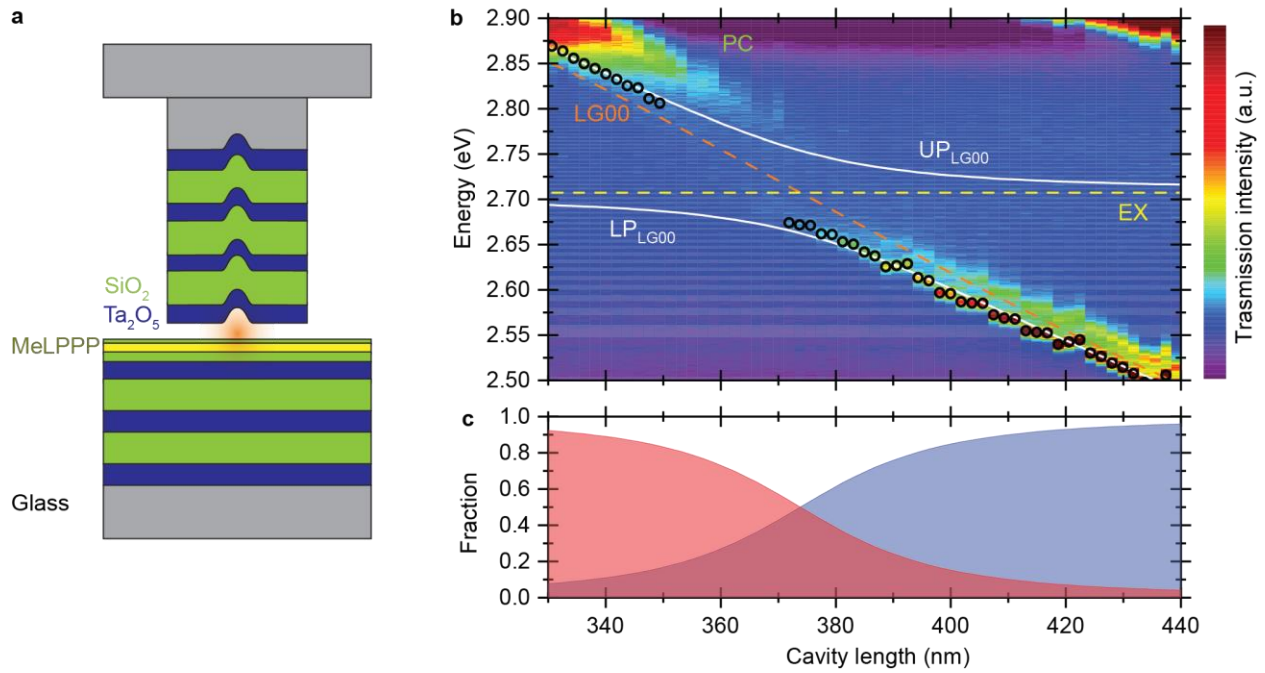 a
SiO₂
Ta₂O₅
MeLPPP
Glass
b
2.90
2.85
2.80
2.75
2.70
2.65
2.60
2.55
2.50
Energy (eV)
PC
LG00
UP_LG00
EX
LP_LG00
Trasmission intensity (a.u.)
c
1.0
0.8
0.6
0.4
0.2
0.0
Fraction
340 360 380 400 420 440
Cavity length (nm)